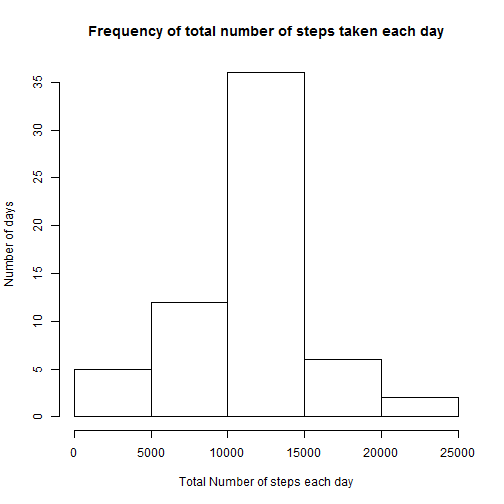 Frequency of total number of steps taken each day
Number of days
35
30
25
20
15
10
5
0
0 5000 10000 15000 20000 25000
Total Number of steps each day